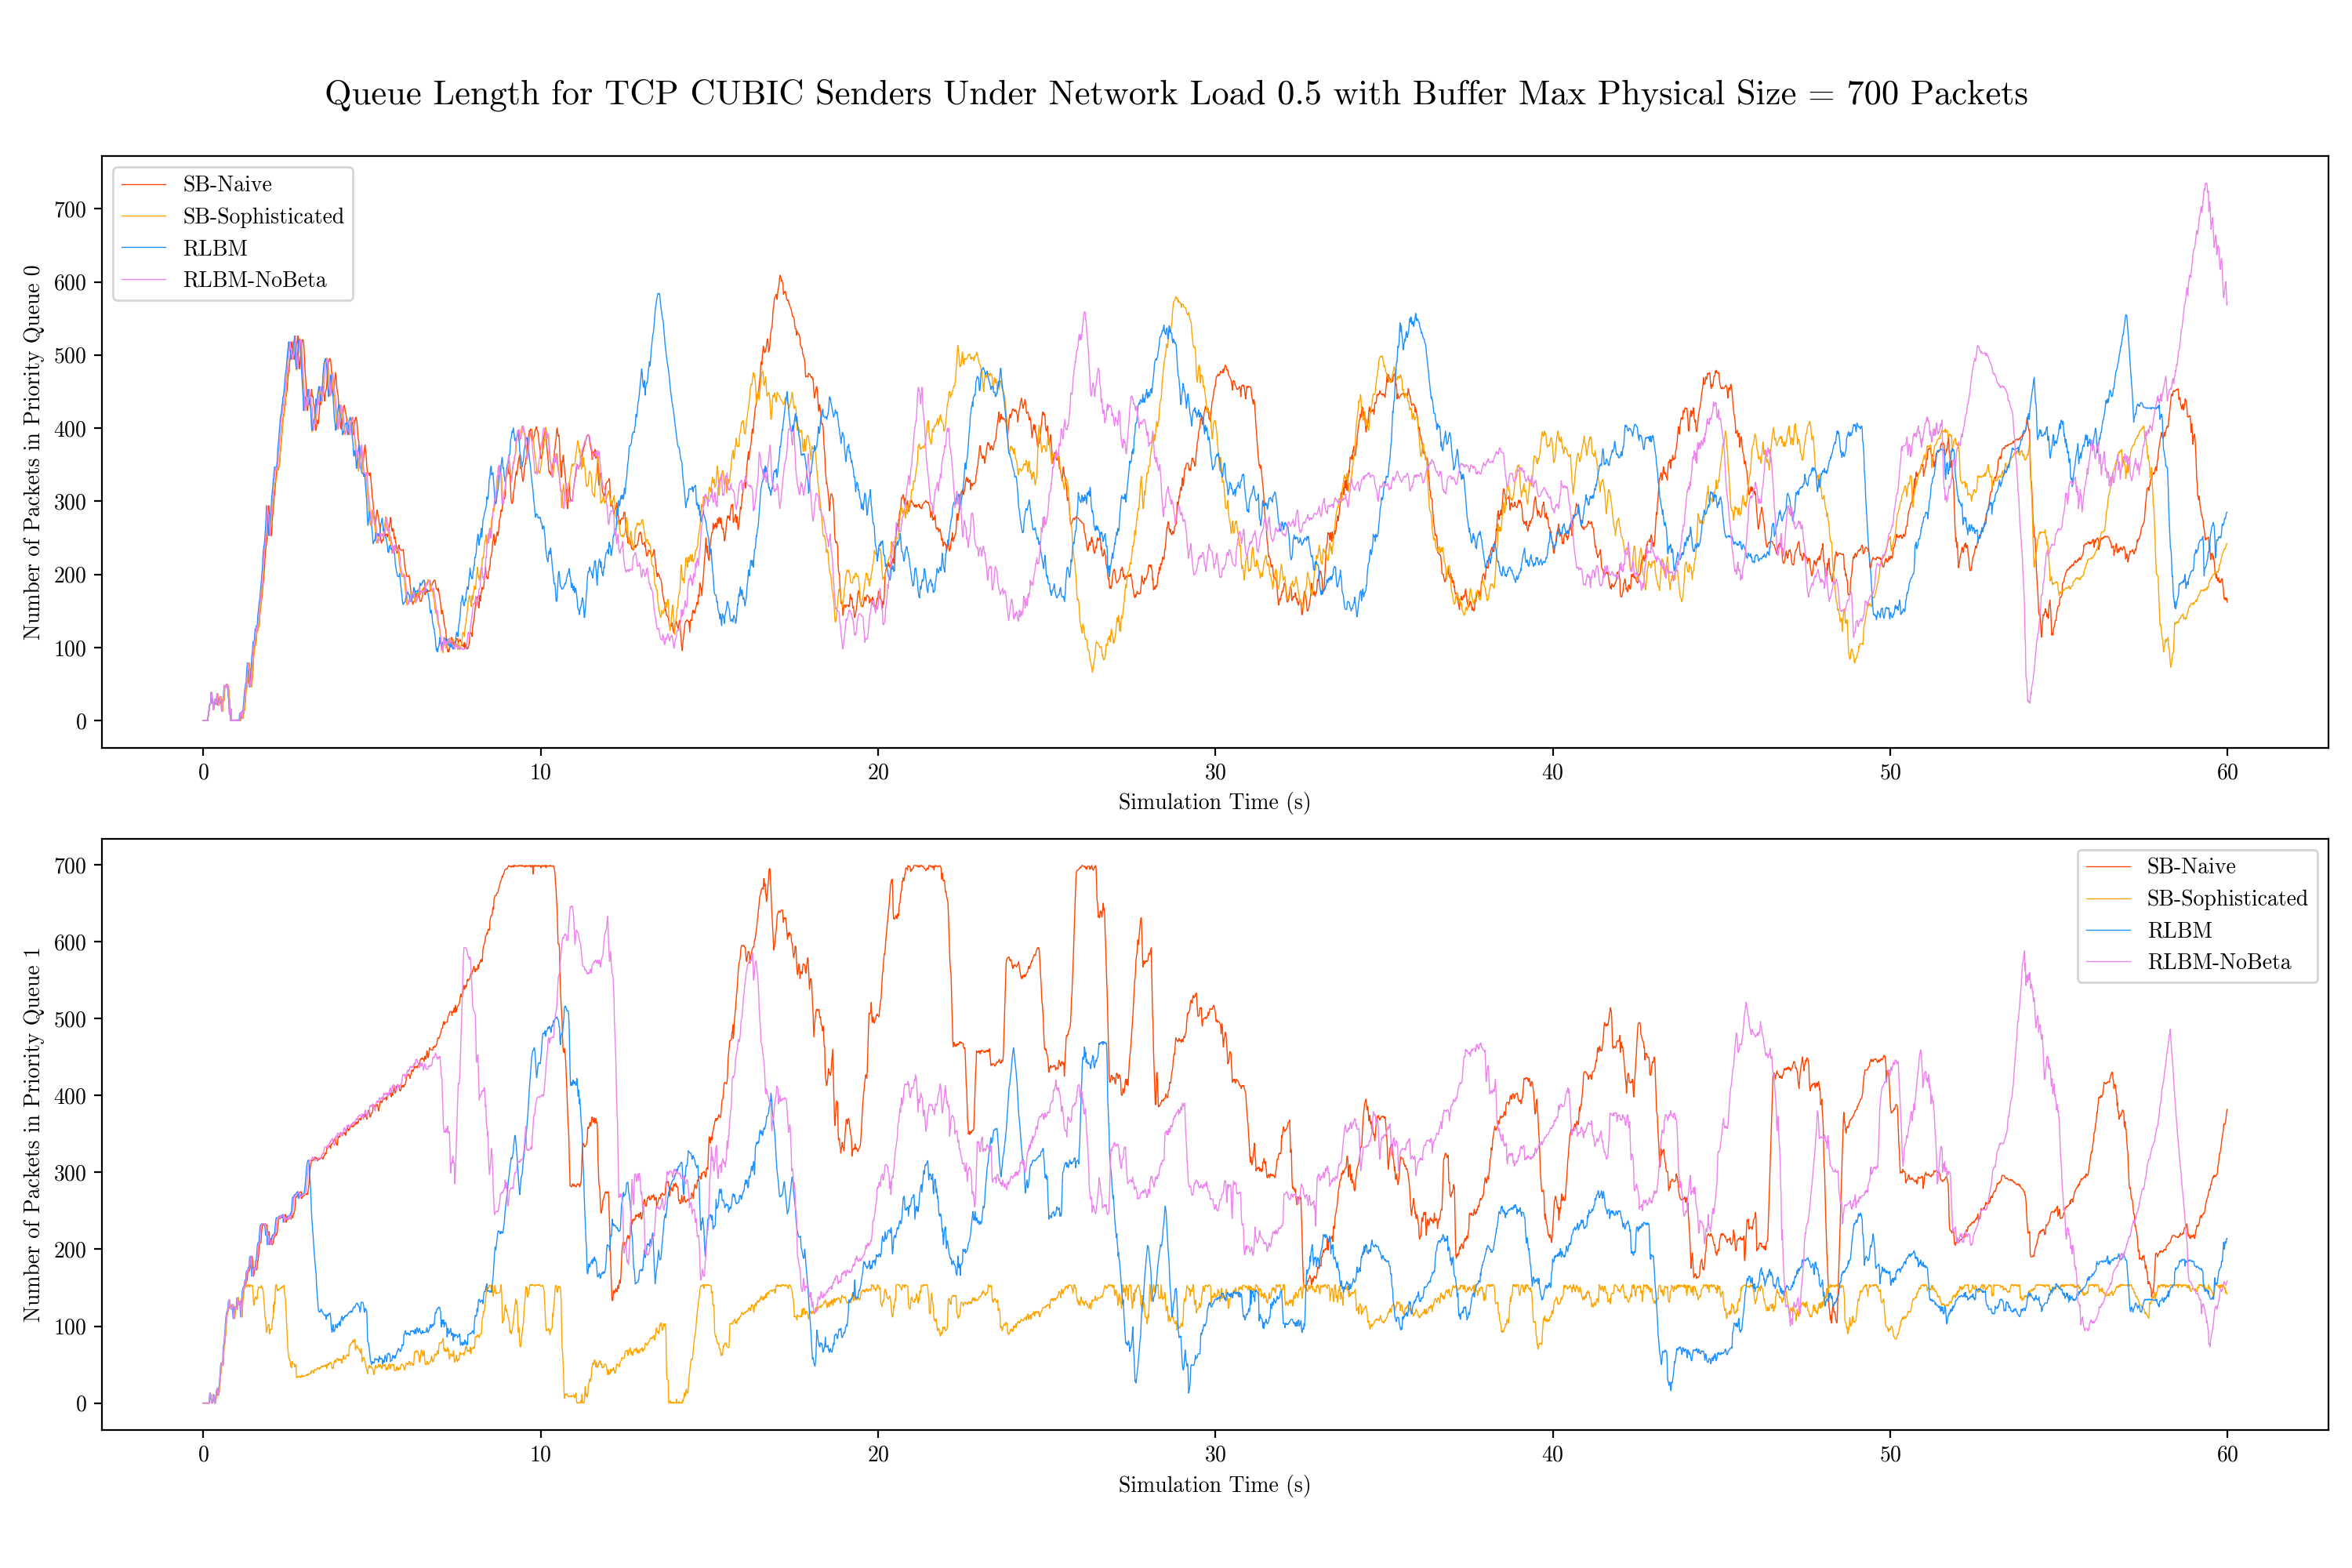 Queue Length for TCP CUBIC Senders Under Network Load 0.5 with Buffer Max Physical Size = 700 Packets
SB-Naive
SB-Sophisticated
RLBM
RLBM-NoBeta
Number of Packets in Priority Queue 0
700
600
500
400
300
200
100
0
0 10 20 30 40 50 60
Simulation Time (s)
SB-Naive
SB-Sophisticated
RLBM
RLBM-NoBeta
Number of Packets in Priority Queue 1
700
600
500
400
300
200
100
0
0 10 20 30 40 50 60
Simulation Time (s)